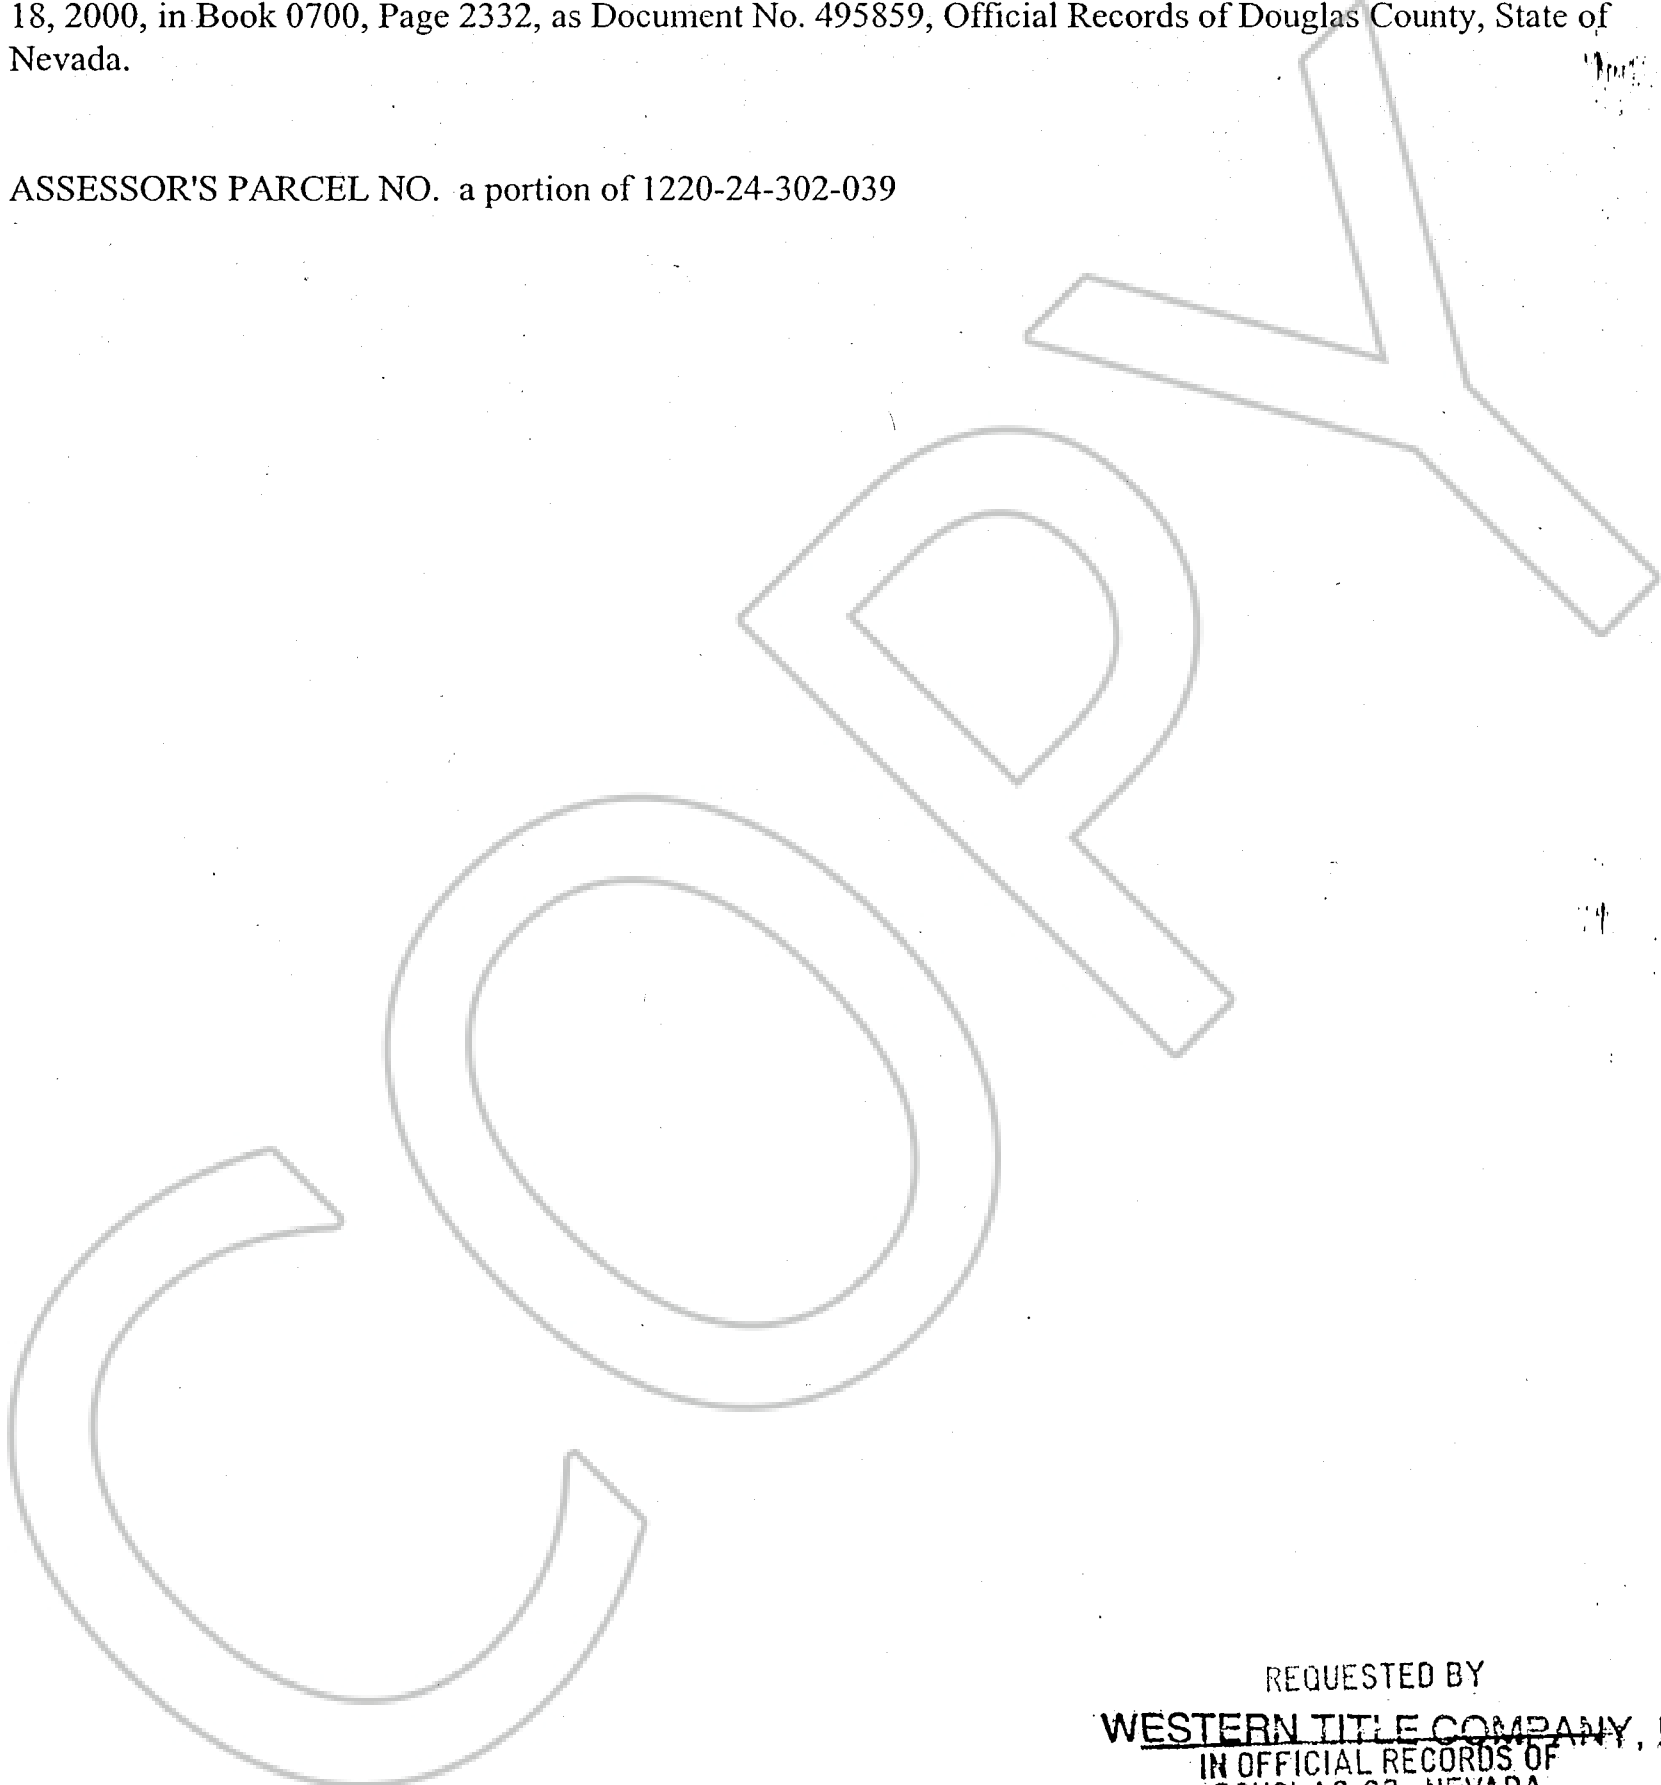 18, 2000, in Book 0700, Page 2332, as Document No. 495859, Official Records of Douglas County, State of
Nevada.
ASSESSOR'S PARCEL NO. a portion of 1220-24-302-039
COPY
REQUESTED BY
WESTERN TITLE COMPANY,
IN OFFICIAL RECORDS OF
NEVADA